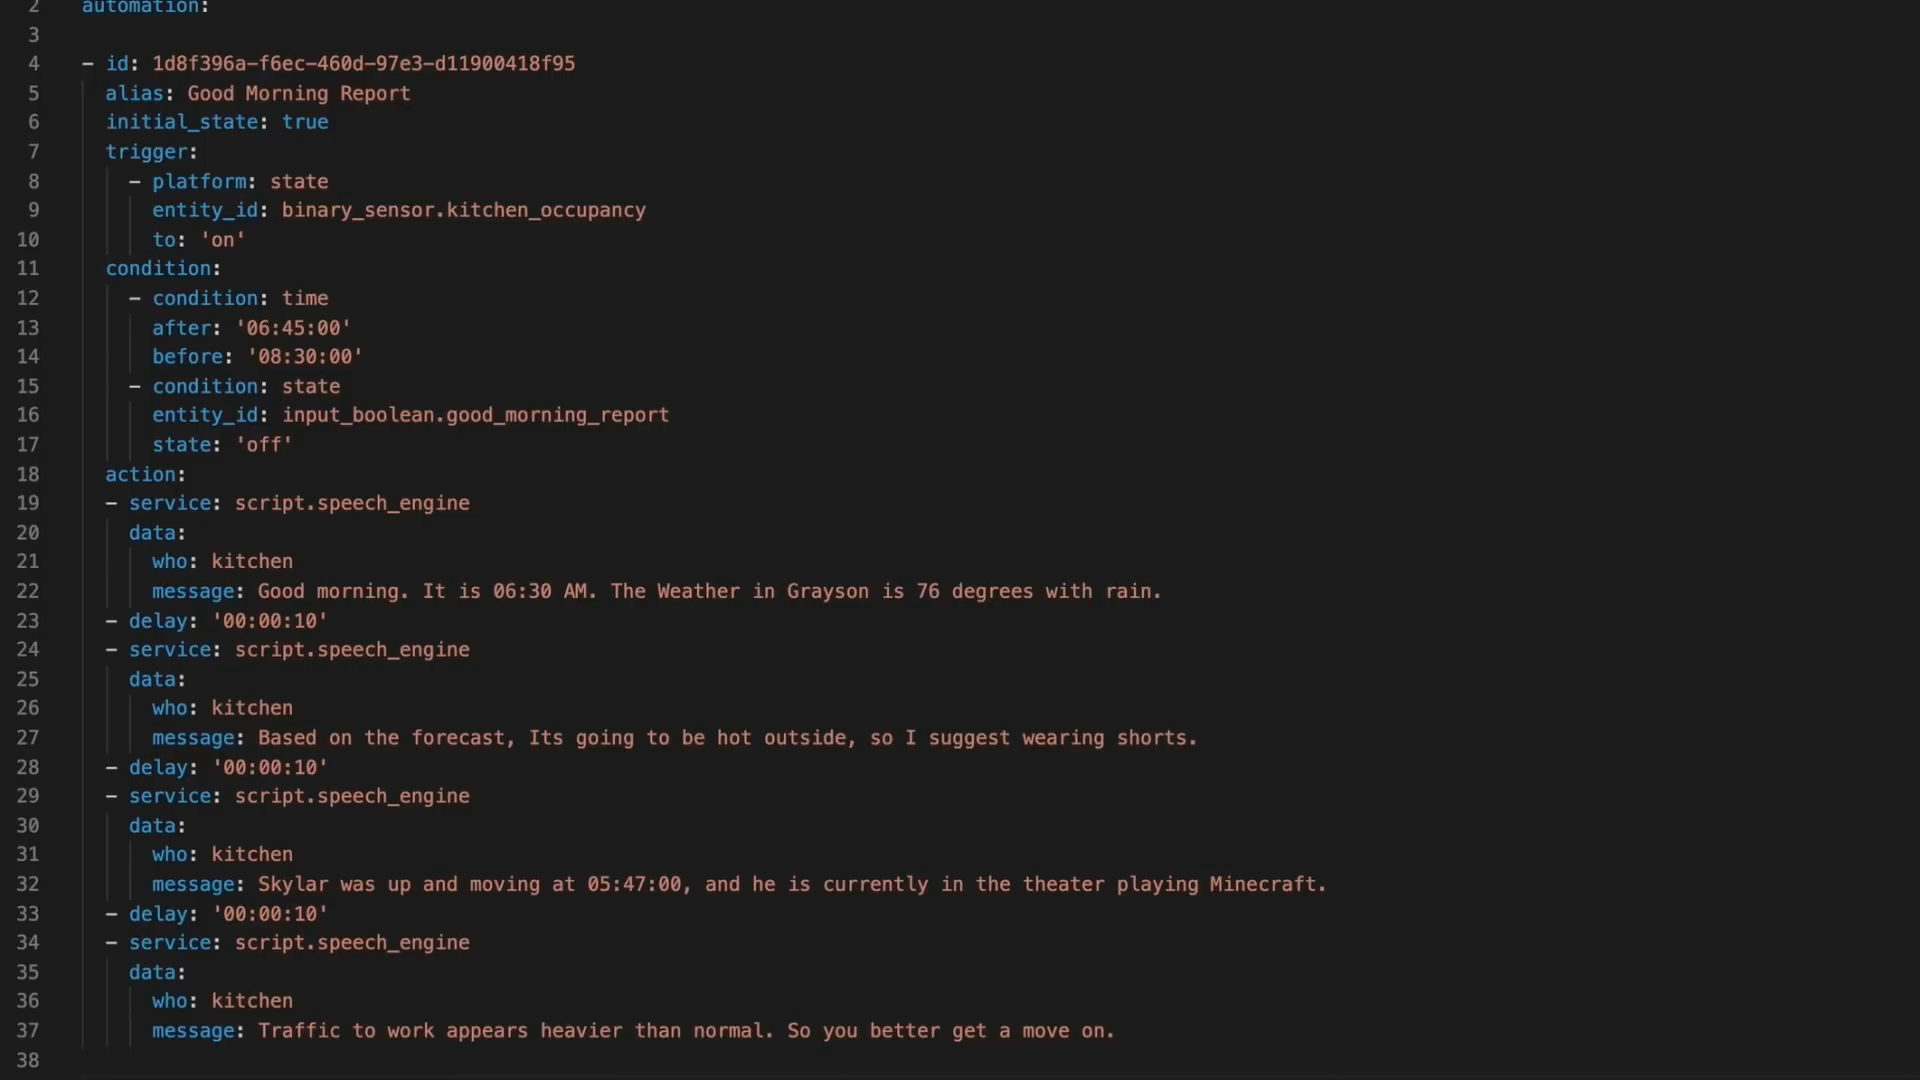 2 automation:
3
4 - id: 1d8f396a-f6ec-460d-97e3-d11900418f95
5 alias: Good Morning Report
6 initial_state: true
7 trigger:
8 - platform: state
9 entity_id: binary_sensor.kitchen_occupancy
10 to: 'on'
11 condition:
12 - condition: time
13 after: '06:45:00'
14 before: '08:30:00'
15 - condition: state
16 entity_id: input_boolean.good_morning_report
17 state: 'off'
18 action:
19 - service: script.speech_engine
20 data:
21 who: kitchen
22 message: Good morning. It is 06:30 AM. The Weather in Grayson is 76 degrees with rain.
23 - delay: '00:00:10'
24 - service: script.speech_engine
25 data:
26 who: kitchen
27 message: Based on the forecast, Its going to be hot outside, so I suggest wearing shorts.
28 - delay: '00:00:10'
29 - service: script.speech_engine
30 data:
31 who: kitchen
32 message: Skylar was up and moving at 05:47:00, and he is currently in the theater playing Minecraft.
33 - delay: '00:00:10'
34 - service: script.speech_engine
35 data:
36 who: kitchen
37 message: Traffic to work appears heavier than normal. So you better get a move on.
38